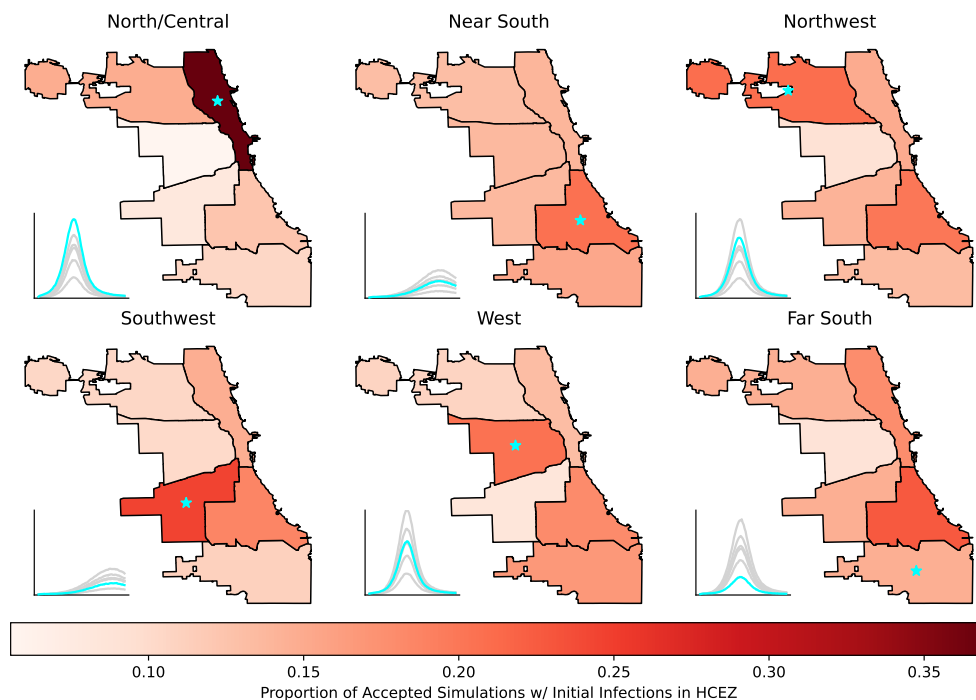 North/Central
Near South
Northwest
Southwest
West
Far South
0.10
0.15
0.20
0.25
0.30
0.35
Proportion of Accepted Simulations w/ Initial Infections in HCEZ